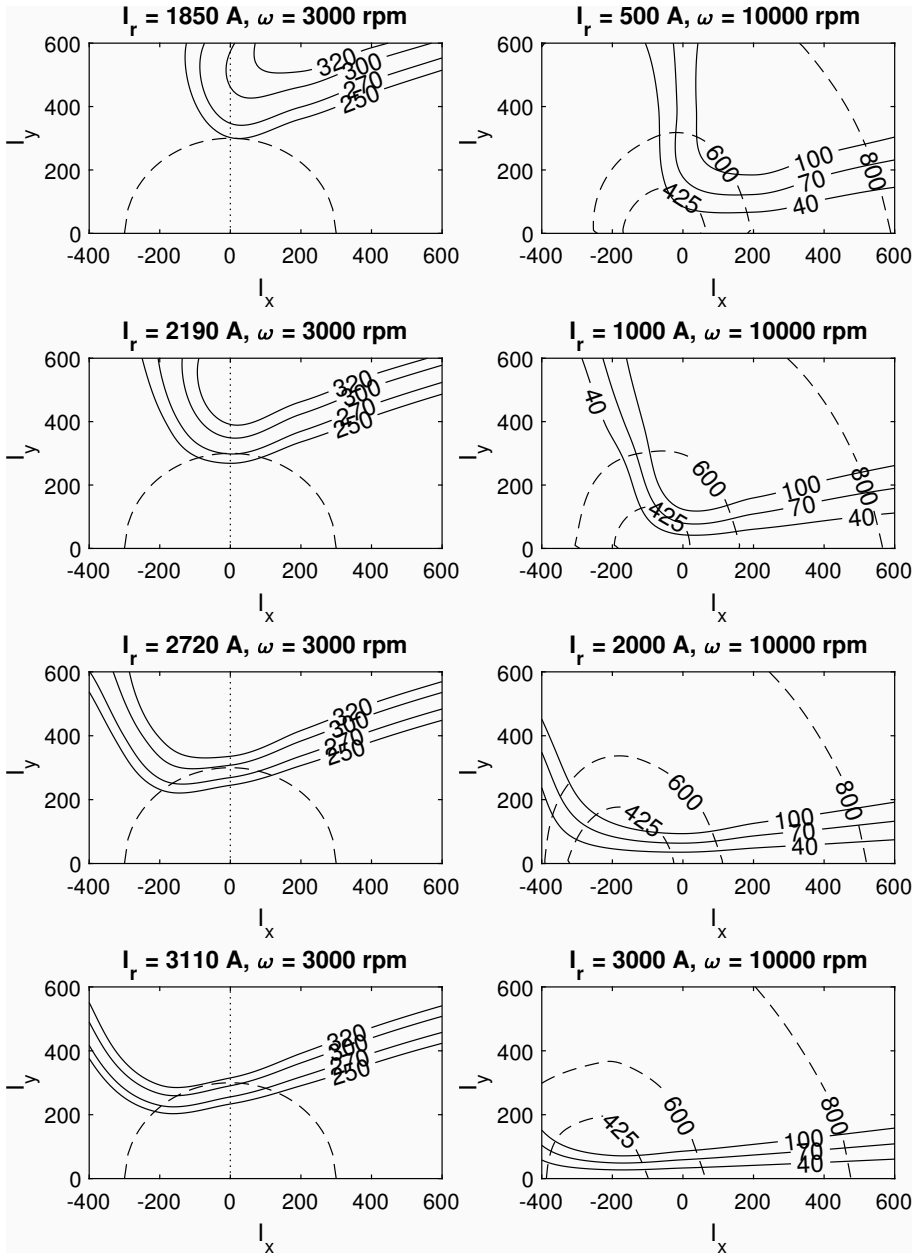 I_r = 1850 A, ω = 3000 rpm
600
400
200
0
I_y
320
300
270
250
-400 -200 0 200 400 600
I_x
I_r = 500 A, ω = 10000 rpm
600
400
200
0
I_y
600
425
100
70
40
800
-400 -200 0 200 400 600
I_x
I_r = 2190 A, ω = 3000 rpm
600
400
200
0
I_y
320
300
270
250
-400 -200 0 200 400 600
I_x
I_r = 1000 A, ω = 10000 rpm
600
400
200
0
I_y
40
600
425
100
70
40
800
-400 -200 0 200 400 600
I_x
I_r = 2720 A, ω = 3000 rpm
600
400
200
0
I_y
320
300
270
250
-400 -200 0 200 400 600
I_x
I_r = 2000 A, ω = 10000 rpm
600
400
200
0
I_y
600
425
100
70
40
800
-400 -200 0 200 400 600
I_x
I_r = 3110 A, ω = 3000 rpm
600
400
200
0
I_y
320
300
270
250
-400 -200 0 200 400 600
I_x
I_r = 3000 A, ω = 10000 rpm
600
400
200
0
I_y
600
425
100
70
40
800
-400 -200 0 200 400 600
I_x